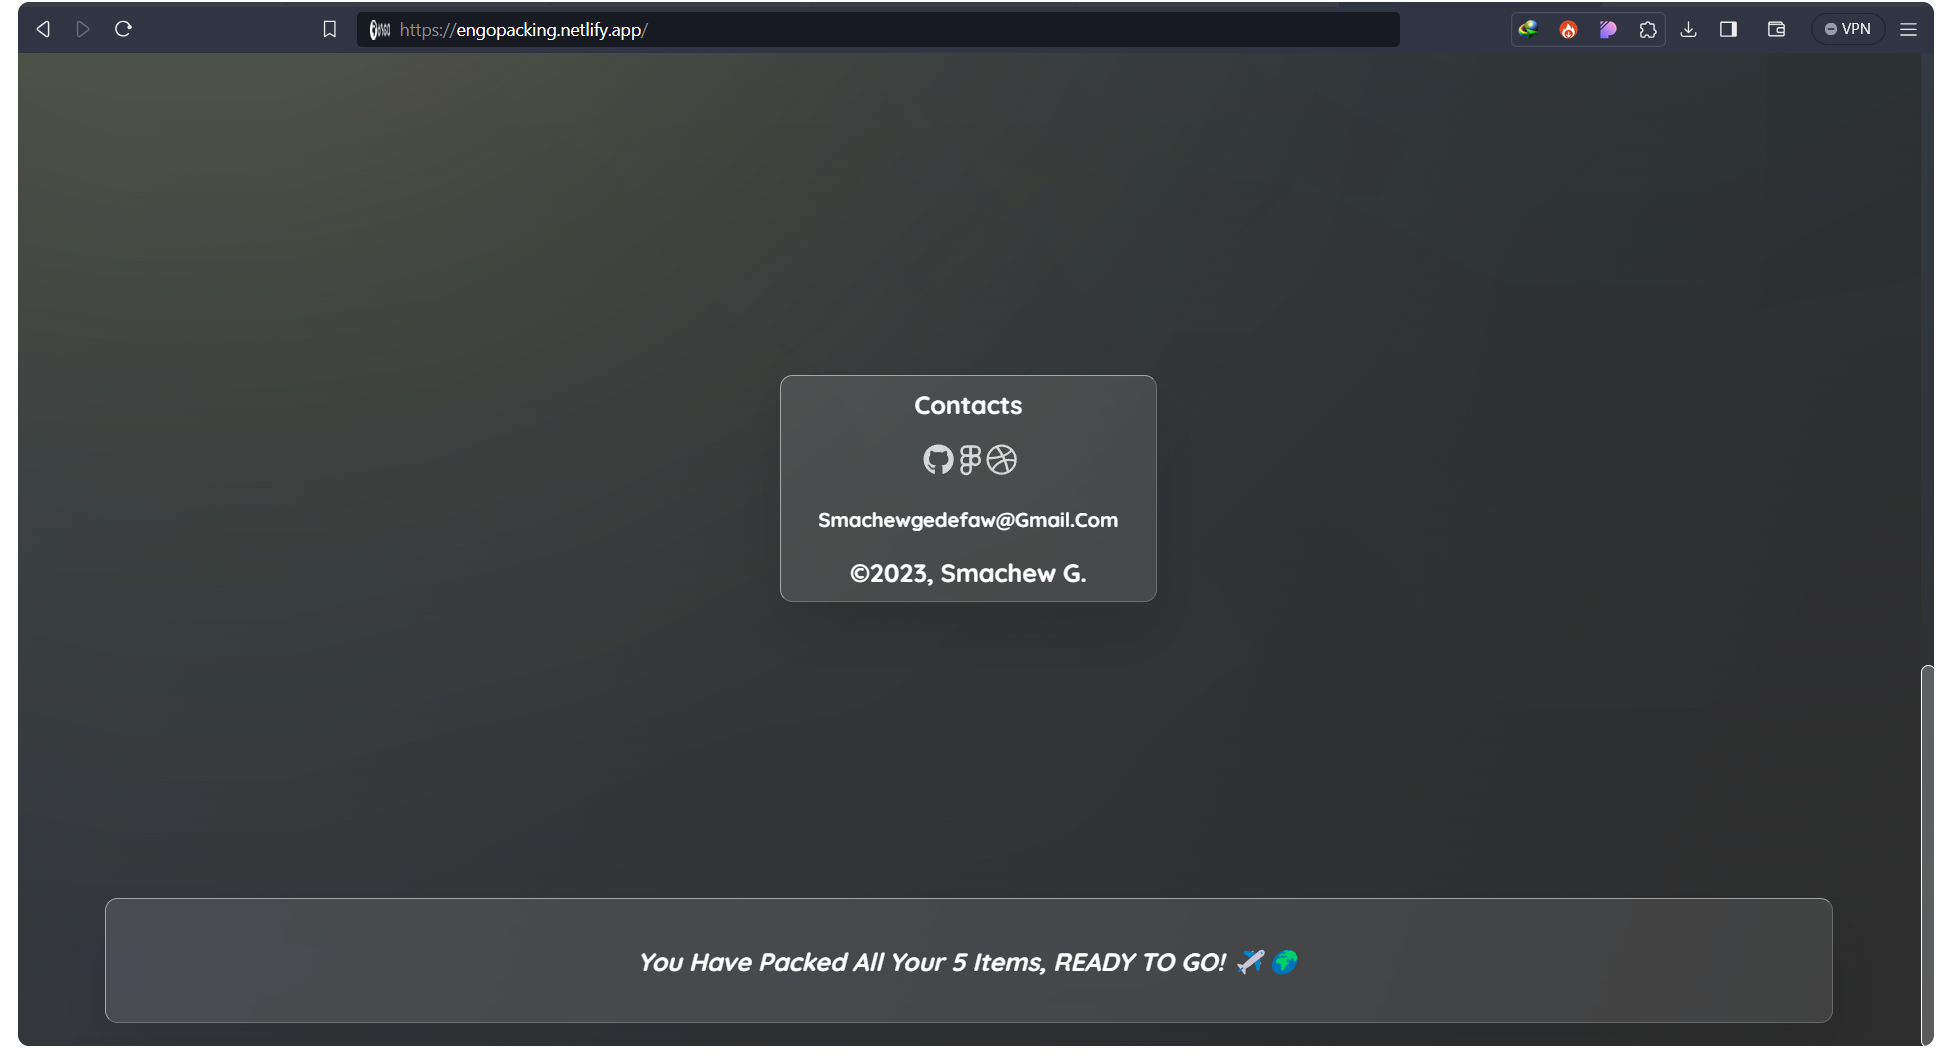 https://engopacking.netlify.app/
VPN
Contacts
Smachewgedefaw@Gmail.Com
©2023, Smachew G.
You Have Packed All Your 5 Items, READY TO GO! ✈️ 🌍